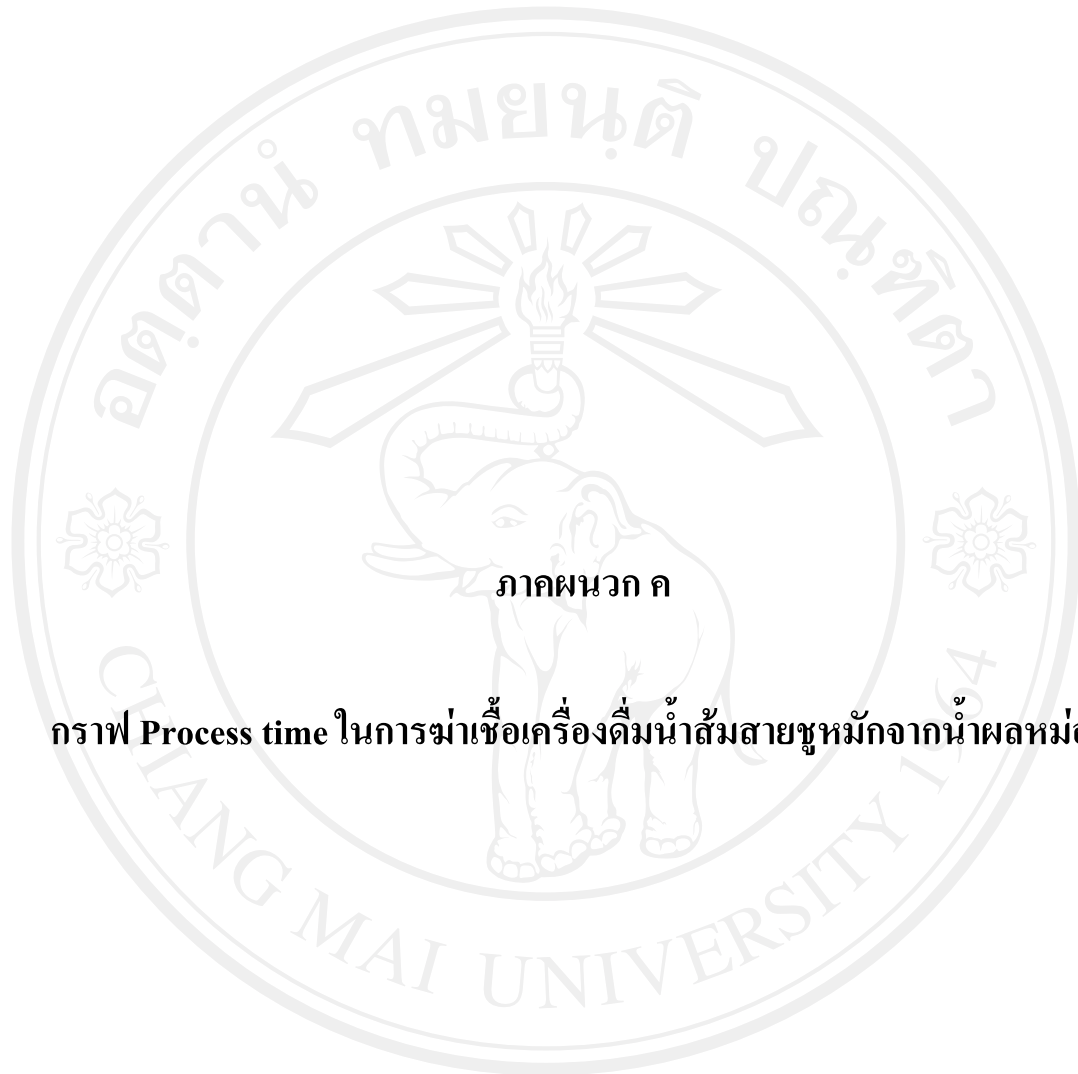 อตฺตานํ ทมยนฺติ ปณฺฑิตา
ภาคผนวก ค
กราฟ Process time ในการฆ่าเชื้อเครื่องดื่มน้ำส้มสายชูหมักจากน้ำผลหม่อ
CHIANG MAI UNIVERSITY 1964